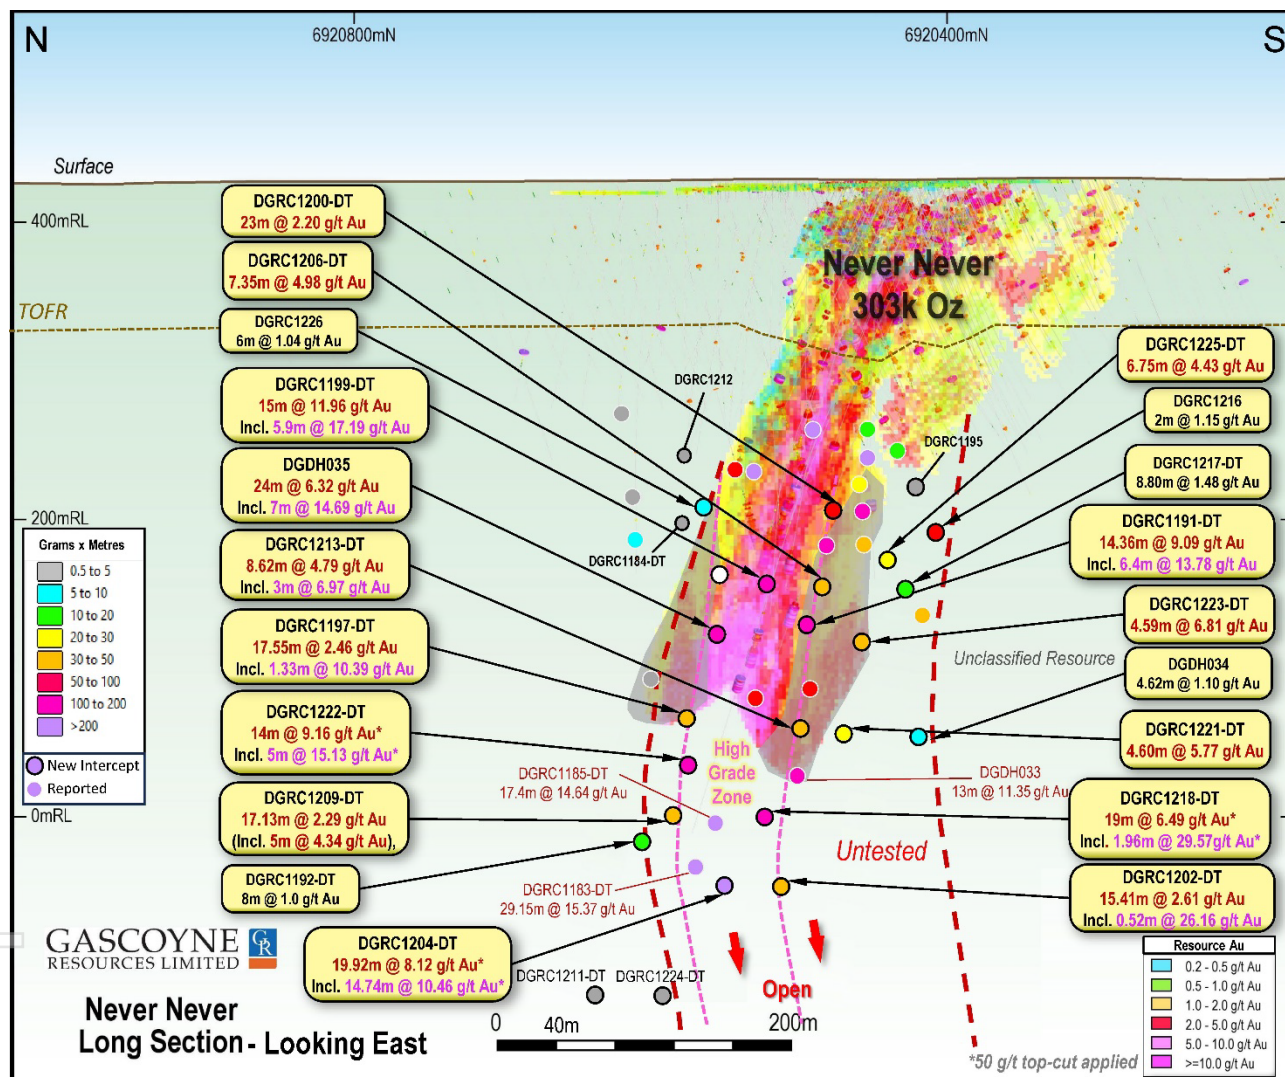 N
6920800mN
6920400mN
S
Surface
400mRL
TOFR
200mRL
0mRL
Never Never
303k Oz
DGRC1200-DT
23m @ 2.20 g/t Au
DGRC1206-DT
7.35m @ 4.98 g/t Au
DGRC1226
6m @ 1.04 g/t Au
DGRC1199-DT
15m @ 11.96 g/t Au
Incl. 5.9m @ 17.19 g/t Au
DGDH035
24m @ 6.32 g/t Au
Incl. 7m @ 14.69 g/t Au
DGRC1213-DT
8.62m @ 4.79 g/t Au
Incl. 3m @ 6.97 g/t Au
DGRC1197-DT
17.55m @ 2.46 g/t Au
Incl. 1.33m @ 10.39 g/t Au
DGRC1222-DT
14m @ 9.16 g/t Au*
Incl. 5m @ 15.13 g/t Au*
DGRC1209-DT
17.13m @ 2.29 g/t Au
(Incl. 5m @ 4.34 g/t Au),
DGRC1192-DT
8m @ 1.0 g/t Au
DGRC1204-DT
19.92m @ 8.12 g/t Au*
Incl. 14.74m @ 10.46 g/t Au*
DGRC1212
DGRC1184-DT
DGRC1195
DGRC1185-DT
17.4m @ 14.64 g/t Au
DGRC1183-DT
29.15m @ 15.37 g/t Au
DGRC1211-DT
DGRC1224-DT
High
Grade
Zone
DGDH033
13m @ 11.35 g/t Au
Unclassified Resource
Untested
Open
DGRC1225-DT
6.75m @ 4.43 g/t Au
DGRC1216
2m @ 1.15 g/t Au
DGRC1217-DT
8.80m @ 1.48 g/t Au
DGRC1191-DT
14.36m @ 9.09 g/t Au
Incl. 6.4m @ 13.78 g/t Au
DGRC1223-DT
4.59m @ 6.81 g/t Au
DGDH034
4.62m @ 1.10 g/t Au
DGRC1221-DT
4.60m @ 5.77 g/t Au
DGRC1218-DT
19m @ 6.49 g/t Au*
Incl. 1.96m @ 29.57g/t Au*
DGRC1202-DT
15.41m @ 2.61 g/t Au
Incl. 0.52m @ 26.16 g/t Au
Grams x Metres
0.5 to 5
5 to 10
10 to 20
20 to 30
30 to 50
50 to 100
100 to 200
>200
New Intercept
Reported
GASCOYNE
RESOURCES LIMITED
GR
Never Never
Long Section - Looking East
0
40m
200m
*50 g/t top-cut applied
Resource Au
0.2 - 0.5 g/t Au
0.5 - 1.0 g/t Au
1.0 - 2.0 g/t Au
2.0 - 5.0 g/t Au
5.0 - 10.0 g/t Au
>=10.0 g/t Au